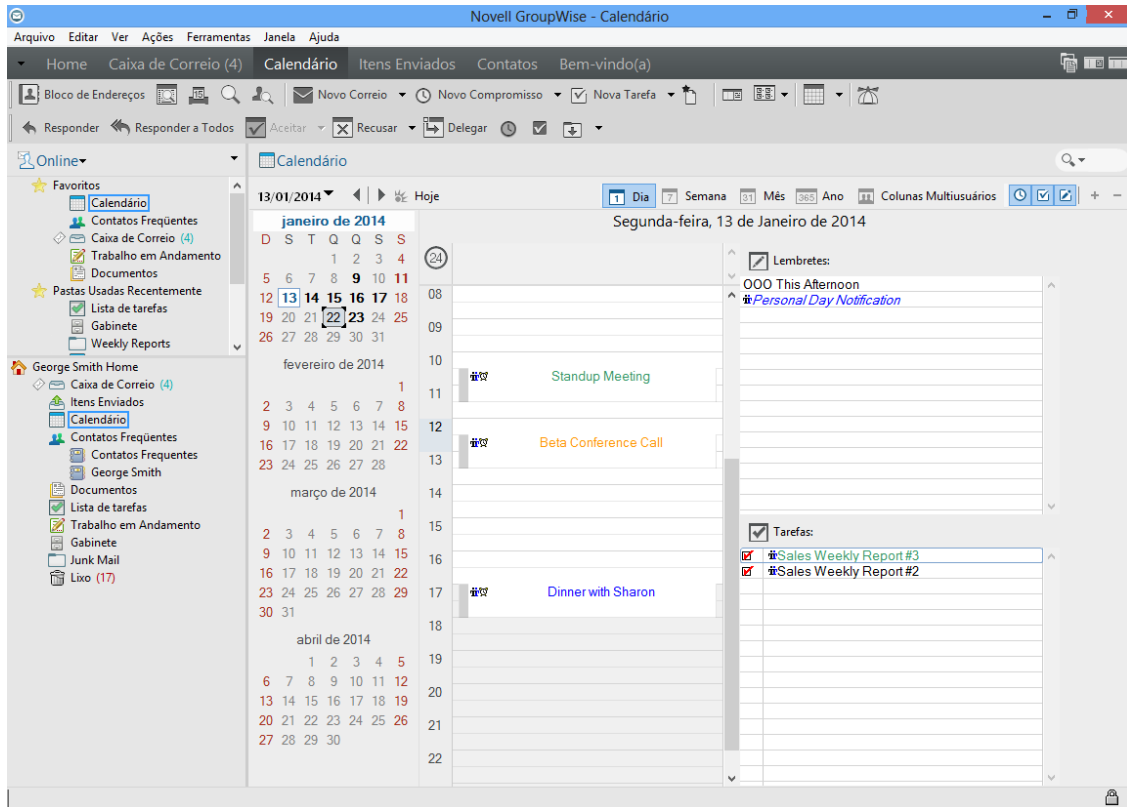 Novell GroupWise - Calendário
Arquivo Editar Ver Ações Ferramentas Janela Ajuda
Home Caixa de Correio (4) Calendário Itens Enviados Contatos Bem-vindo(a)
Bloco de Endereços Novo Correio Novo Compromisso Nova Tarefa
Responder Responder a Todos Aceitar Recusar Delegar
Online
Favoritos
Calendário
Contatos Freqüentes
Caixa de Correio (4)
Trabalho em Andamento
Documentos
Pastas Usadas Recentemente
Lista de tarefas
Gabinete
Weekly Reports
George Smith Home
Caixa de Correio (4)
Itens Enviados
Calendário
Contatos Freqüentes
Contatos Frequentes
George Smith
Documentos
Lista de tarefas
Trabalho em Andamento
Gabinete
Junk Mail
Lixo (17)
Calendário
13/01/2014 Hoje
1 Dia 7 Semana 31 Mês 365 Ano Colunas Multiusuários
janeiro de 2014
D S T Q Q S S
1 2 3 4
5 6 7 8 9 10 11
12 13 14 15 16 17 18
19 20 21 22 23 24 25
26 27 28 29 30 31
fevereiro de 2014
1
2 3 4 5 6 7 8
9 10 11 12 13 14 15
16 17 18 19 20 21 22
23 24 25 26 27 28
março de 2014
1
2 3 4 5 6 7 8
9 10 11 12 13 14 15
16 17 18 19 20 21 22
23 24 25 26 27 28 29
30 31
abril de 2014
1 2 3 4 5
6 7 8 9 10 11 12
13 14 15 16 17 18 19
20 21 22 23 24 25 26
27 28 29 30
Segunda-feira, 13 de Janeiro de 2014
24
08
09
10
Standup Meeting
11
12
Beta Conference Call
13
14
15
16
17 Dinner with Sharon
18
19
20
21
22
Lembretes:
OOO This Afternoon
Personal Day Notification
Tarefas:
Sales Weekly Report #3
Sales Weekly Report #2